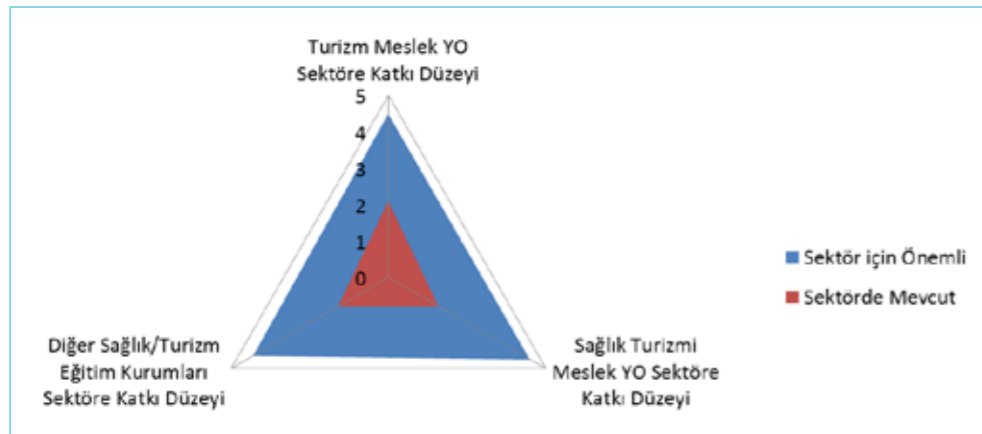 Turizm Meslek YO
Sektöre Katkı Düzeyi
5
4
3
2
1
0
Sektör için Önemli
Sektörde Mevcut
Diğer Sağlık/Turizm
Eğitim Kurumları
Sektöre Katkı Düzeyi
Sağlık Turizmi
Meslek YO Sektöre
Katkı Düzeyi